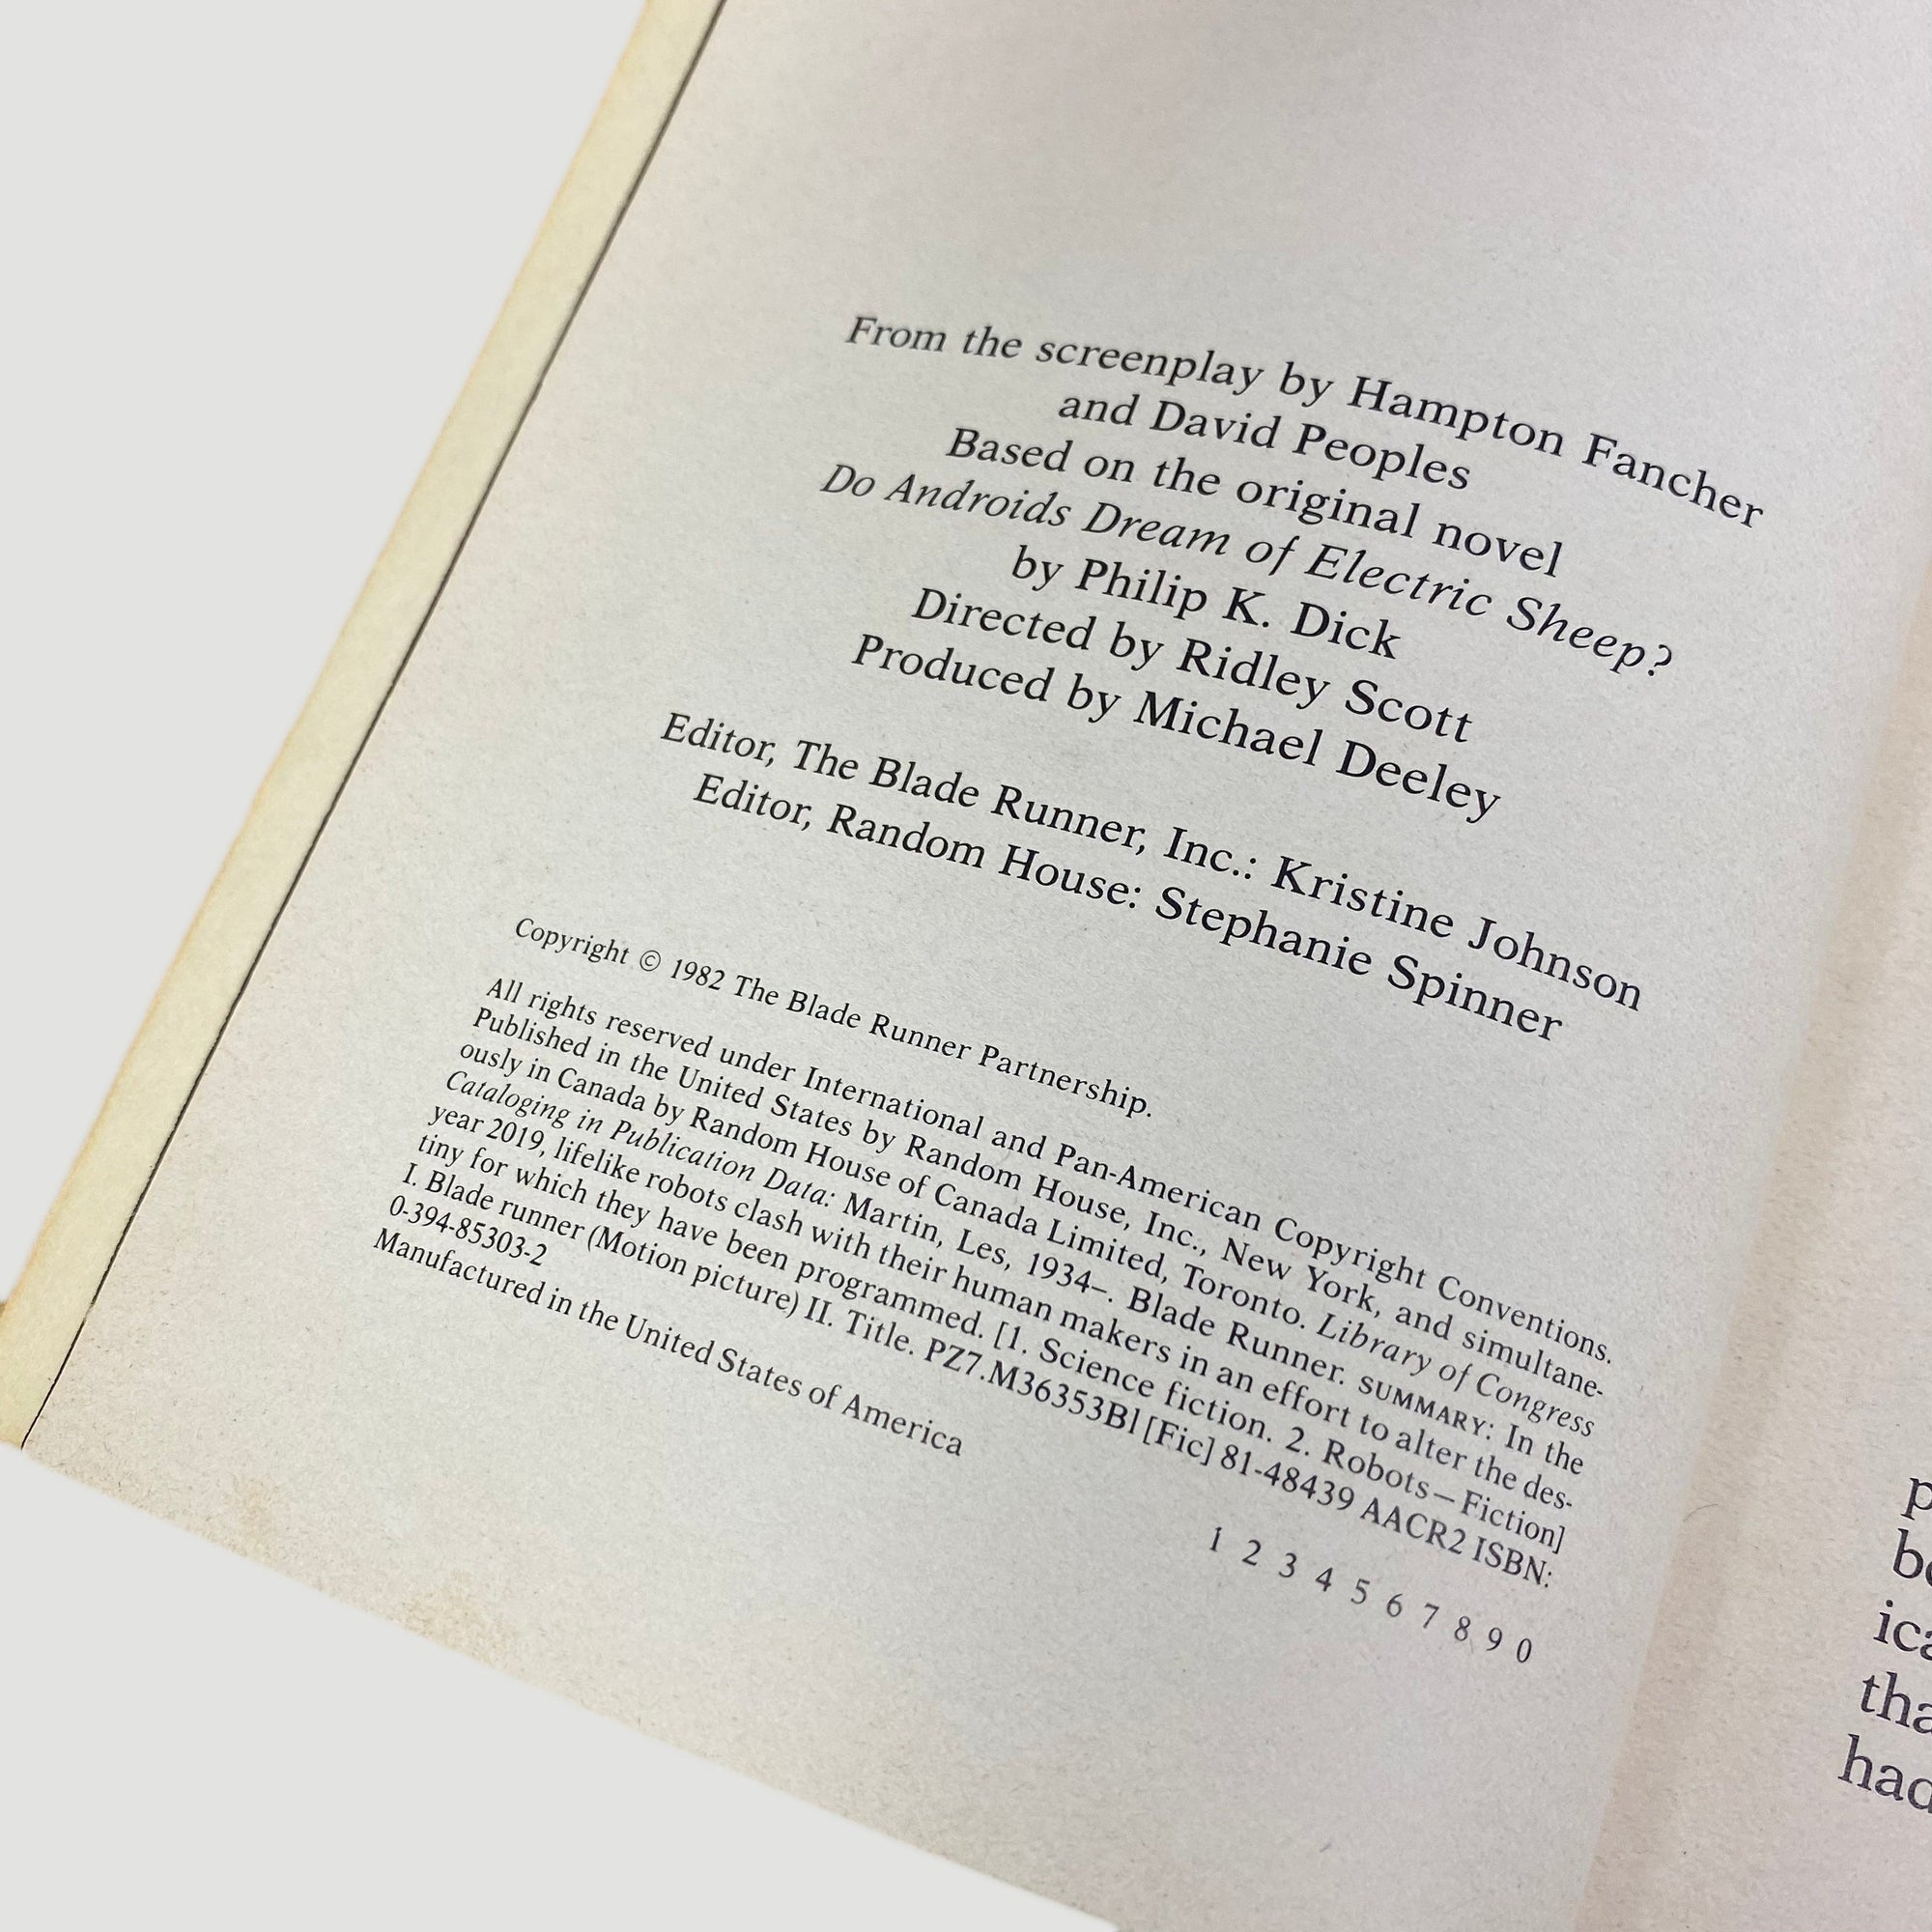 From the screenplay by Hampton Fancher
and David Peoples
Based on the original novel
Do Androids Dream of Electric Sheep?
by Philip K. Dick
Directed by Ridley Scott
Produced by Michael Deeley
Editor, The Blade Runner, Inc.: Kristine Johnson
Editor, Random House: Stephanie Spinner
Copyright © 1982 The Blade Runner Partnership.
All rights reserved under International and Pan-American Copyright Conventions.
Published in the United States by Random House, Inc., New York, and simultane-
ously in Canada by Random House of Canada Limited, Toronto. Library of Congress
Cataloging in Publication Data: Martin, Les, 1934–. Blade Runner. SUMMARY: In the
year 2019, lifelike robots clash with their human makers in an effort to alter the des-
tiny for which they have been programmed. [1. Science fiction. 2. Robots—Fiction]
I. Blade runner (Motion picture) II. Title. PZ7.M36353Bl [Fic] 81-48439 AACR2 ISBN:
0-394-85303-2
Manufactured in the United States of America
1 2 3 4 5 6 7 8 9 0